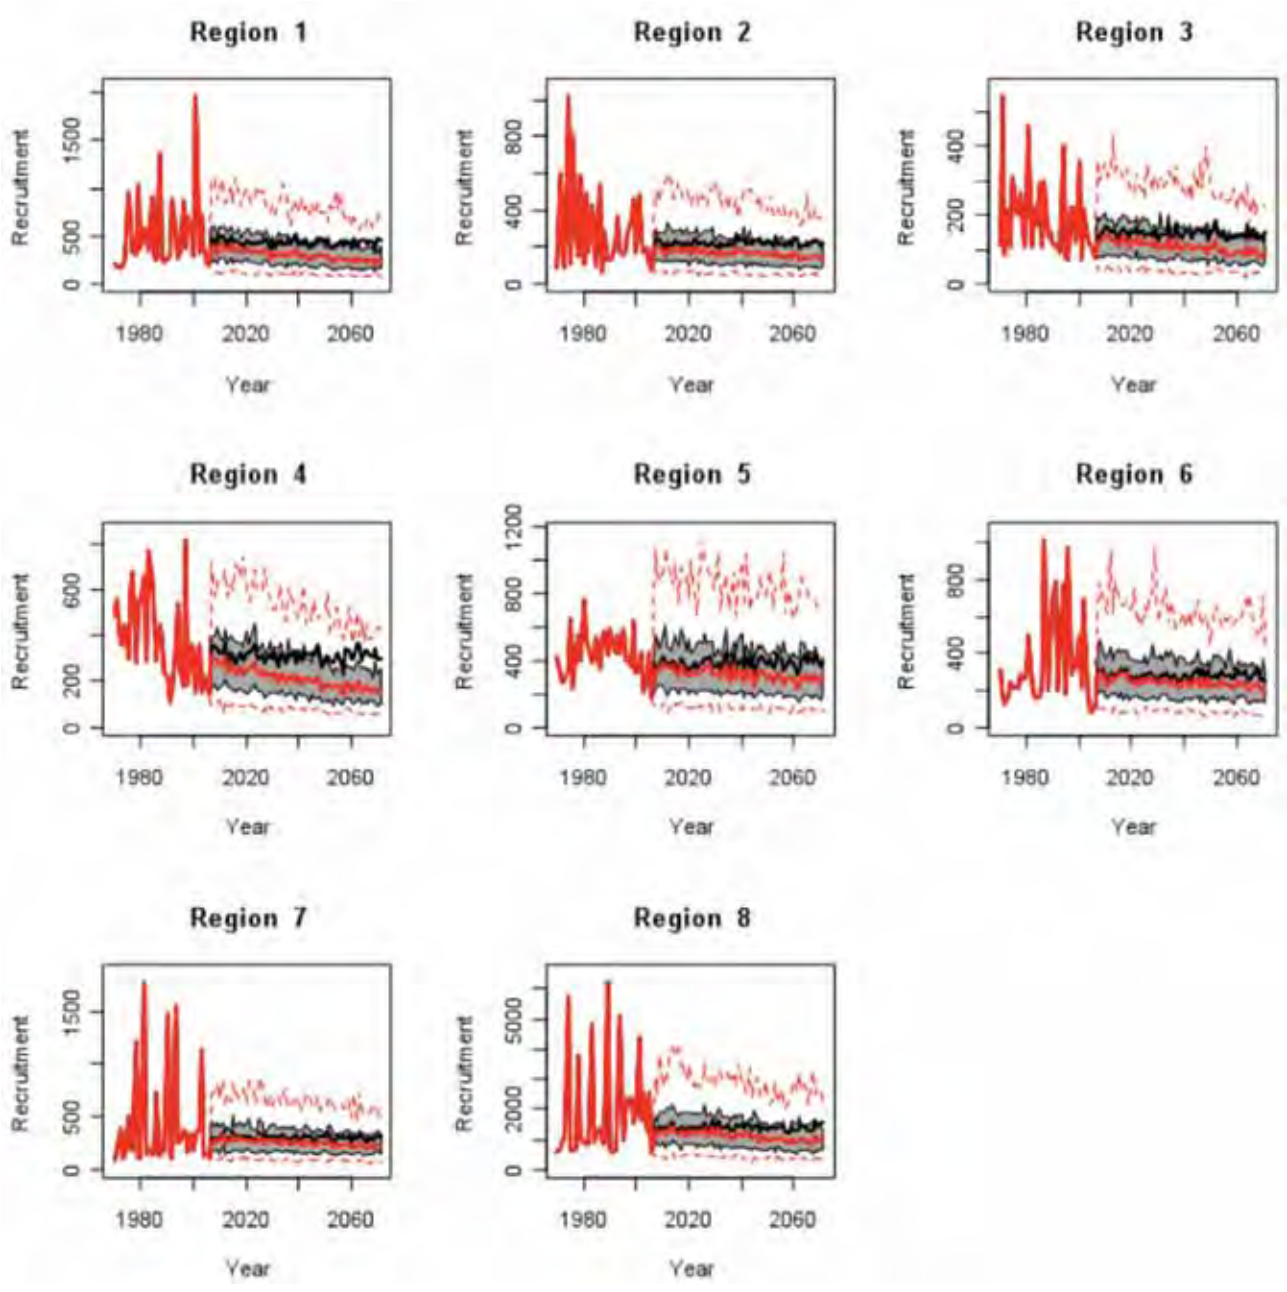 Region 1 Region 2 Region 3
Recruitment 0 500 1500 Recruitment 0 400 800 Recruitment 0 200 400
1980 2020 2060 1980 2020 2060 1980 2020 2060
Year Year Year
Region 4 Region 5 Region 6
Recruitment 0 200 600 Recruitment 0 400 800 1200 Recruitment 0 400 800
1980 2020 2060 1980 2020 2060 1980 2020 2060
Year Year Year
Region 7 Region 8
Recruitment 0 500 1500 Recruitment 0 2000 5000
1980 2020 2060 1980 2020 2060
Year Year